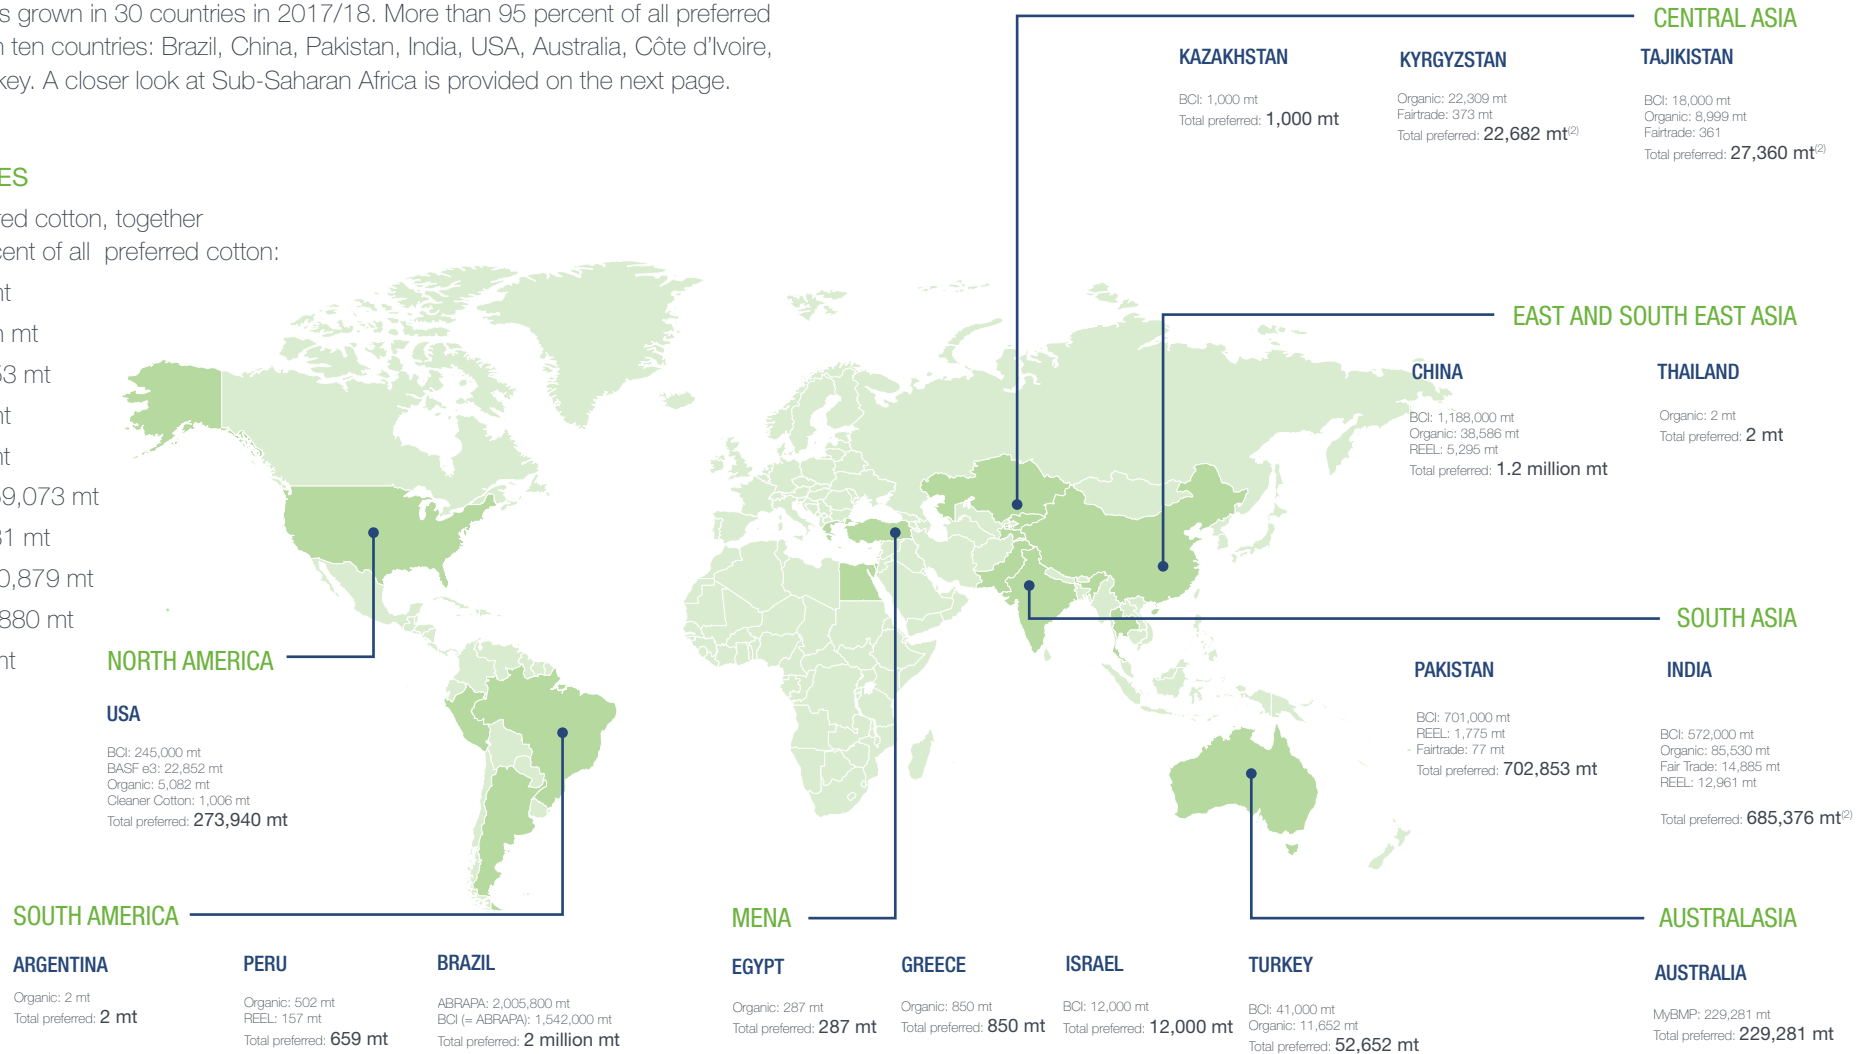 s grown in 30 countries in 2017/18. More than 95 percent of all preferred
ten countries: Brazil, China, Pakistan, India, USA, Australia, Côte d'Ivoire,
key. A closer look at Sub-Saharan Africa is provided on the next page.
ES
red cotton, together
cent of all preferred cotton:
nt
n mt
53 mt
nt
nt
59,073 mt
81 mt
0,879 mt
,880 mt
nt
CENTRAL ASIA
KAZAKHSTAN
BCI: 1,000 mt
Total preferred: 1,000 mt
KYRGYZSTAN
Organic: 22,309 mt
Fairtrade: 373 mt
Total preferred: 22,682 mt(2)
TAJIKISTAN
BCI: 18,000 mt
Organic: 8,999 mt
Fairtrade: 361
Total preferred: 27,360 mt(2)
EAST AND SOUTH EAST ASIA
CHINA
BCI: 1,188,000 mt
Organic: 38,586 mt
REEL: 5,295 mt
Total preferred: 1.2 million mt
THAILAND
Organic: 2 mt
Total preferred: 2 mt
SOUTH ASIA
PAKISTAN
BCI: 701,000 mt
REEL: 1,775 mt
Fairtrade: 77 mt
Total preferred: 702,853 mt
INDIA
BCI: 572,000 mt
Organic: 85,530 mt
Fair Trade: 14,885 mt
REEL: 12,961 mt
Total preferred: 685,376 mt(2)
NORTH AMERICA
USA
BCI: 245,000 mt
BASF e3: 22,852 mt
Organic: 5,082 mt
Cleaner Cotton: 1,006 mt
Total preferred: 273,940 mt
SOUTH AMERICA
ARGENTINA
Organic: 2 mt
Total preferred: 2 mt
PERU
Organic: 502 mt
REEL: 157 mt
Total preferred: 659 mt
BRAZIL
ABRAPA: 2,005,800 mt
BCI (= ABRAPA): 1,542,000 mt
Total preferred: 2 million mt
MENA
EGYPT
Organic: 287 mt
Total preferred: 287 mt
GREECE
Organic: 850 mt
Total preferred: 850 mt
ISRAEL
BCI: 12,000 mt
Total preferred: 12,000 mt
TURKEY
BCI: 41,000 mt
Organic: 11,652 mt
Total preferred: 52,652 mt
AUSTRALASIA
AUSTRALIA
MyBMP: 229,281 mt
Total preferred: 229,281 mt